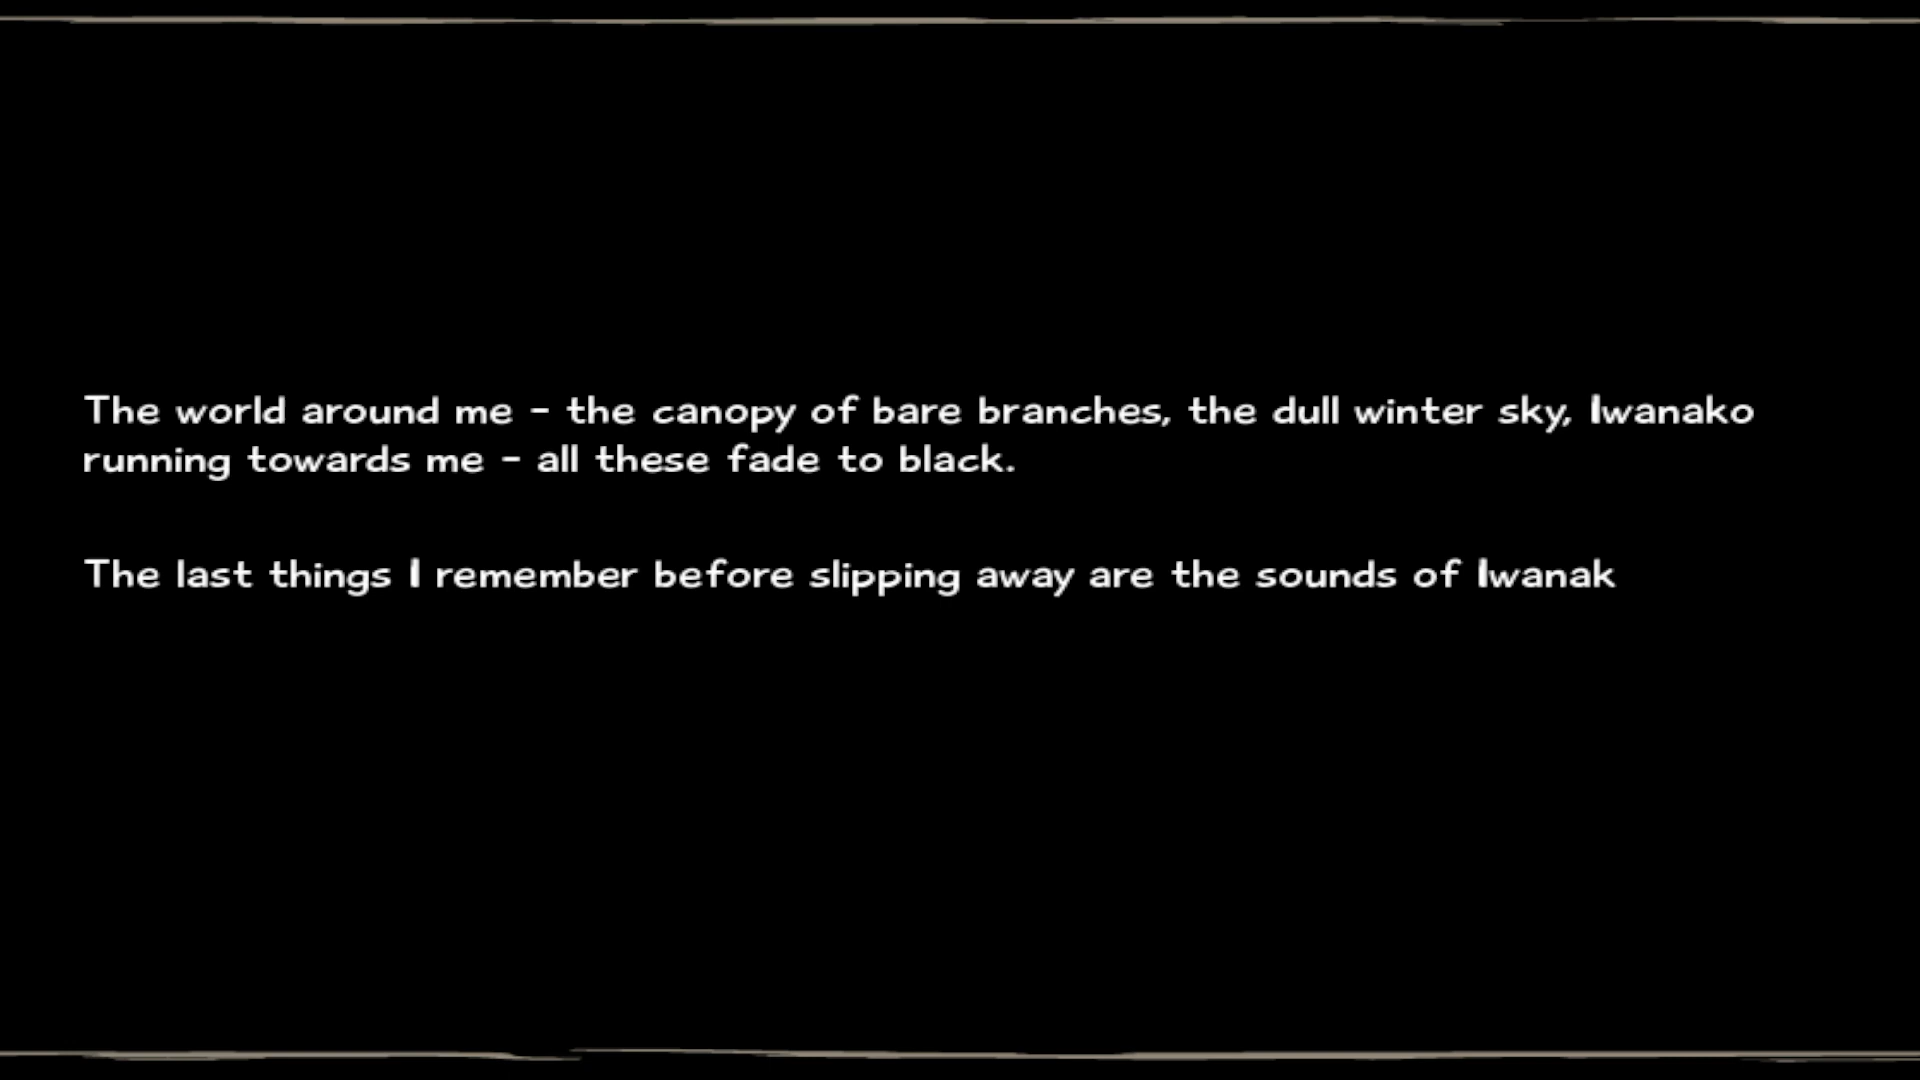 The world around me - the canopy of bare branches, the dull winter sky, Iwanako
running towards me - all these fade to black.
The last things I remember before slipping away are the sounds of Iwanak